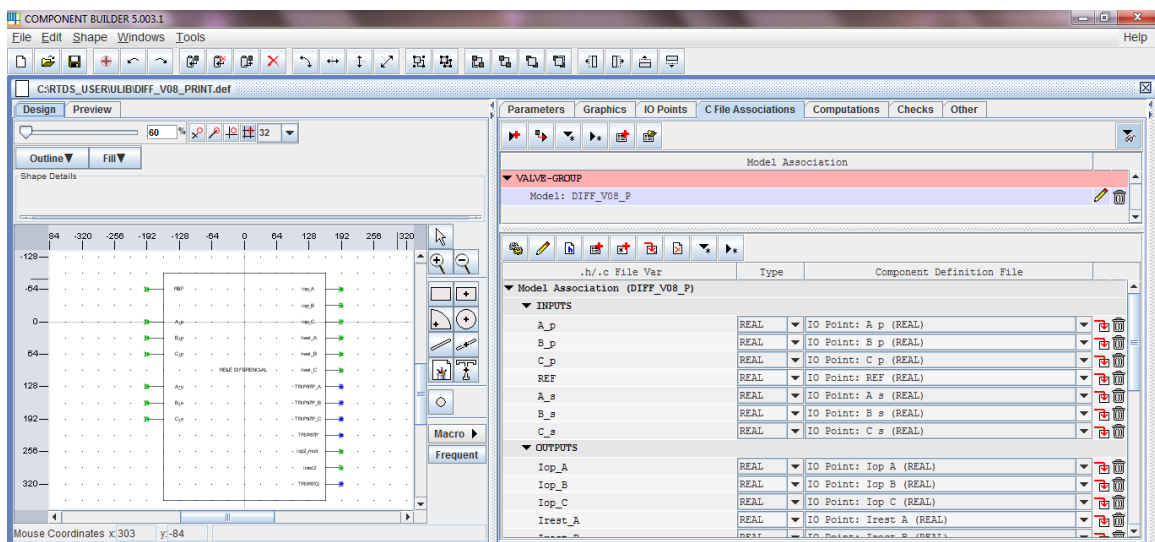 COMPONENT BUILDER 5.003.1
File Edit Shape Windows Tools Help
C:\RTDS_USER\ULIB\DIFF_V08_PRINT.def
Design Preview
60 % 32
Outline▼ Fill▼
Shape Details
84 -320 -256 -192 -128 -64 0 64 128 192 256 320
-128
-64
0
64
128
192
256
320
REF Iop_A
Iop_B
A_p Iop_C
B_p Irest_A
C_p Irest_B
RELÉ DIFERENCIAL Irest_C
A_s TRIP87P_A
B_s TRIP87P_B
C_s TRIP87P_C
TRIP87P
Iop2_mod
Irest2
TRIP87Q
Macro
Frequent
Mouse Coordinates x: 303 y: -84
Parameters Graphics IO Points C File Associations Computations Checks Other
Model Association
VALVE-GROUP
Model: DIFF_V08_P
.h/.c File Var Type Component Definition File
Model Association (DIFF_V08_P)
INPUTS
A_p REAL IO Point: A p (REAL)
B_p REAL IO Point: B p (REAL)
C_p REAL IO Point: C p (REAL)
REF REAL IO Point: REF (REAL)
A_s REAL IO Point: A s (REAL)
B_s REAL IO Point: B s (REAL)
C_s REAL IO Point: C s (REAL)
OUTPUTS
Iop_A REAL IO Point: Iop A (REAL)
Iop_B REAL IO Point: Iop B (REAL)
Iop_C REAL IO Point: Iop C (REAL)
Irest_A REAL IO Point: Irest A (REAL)